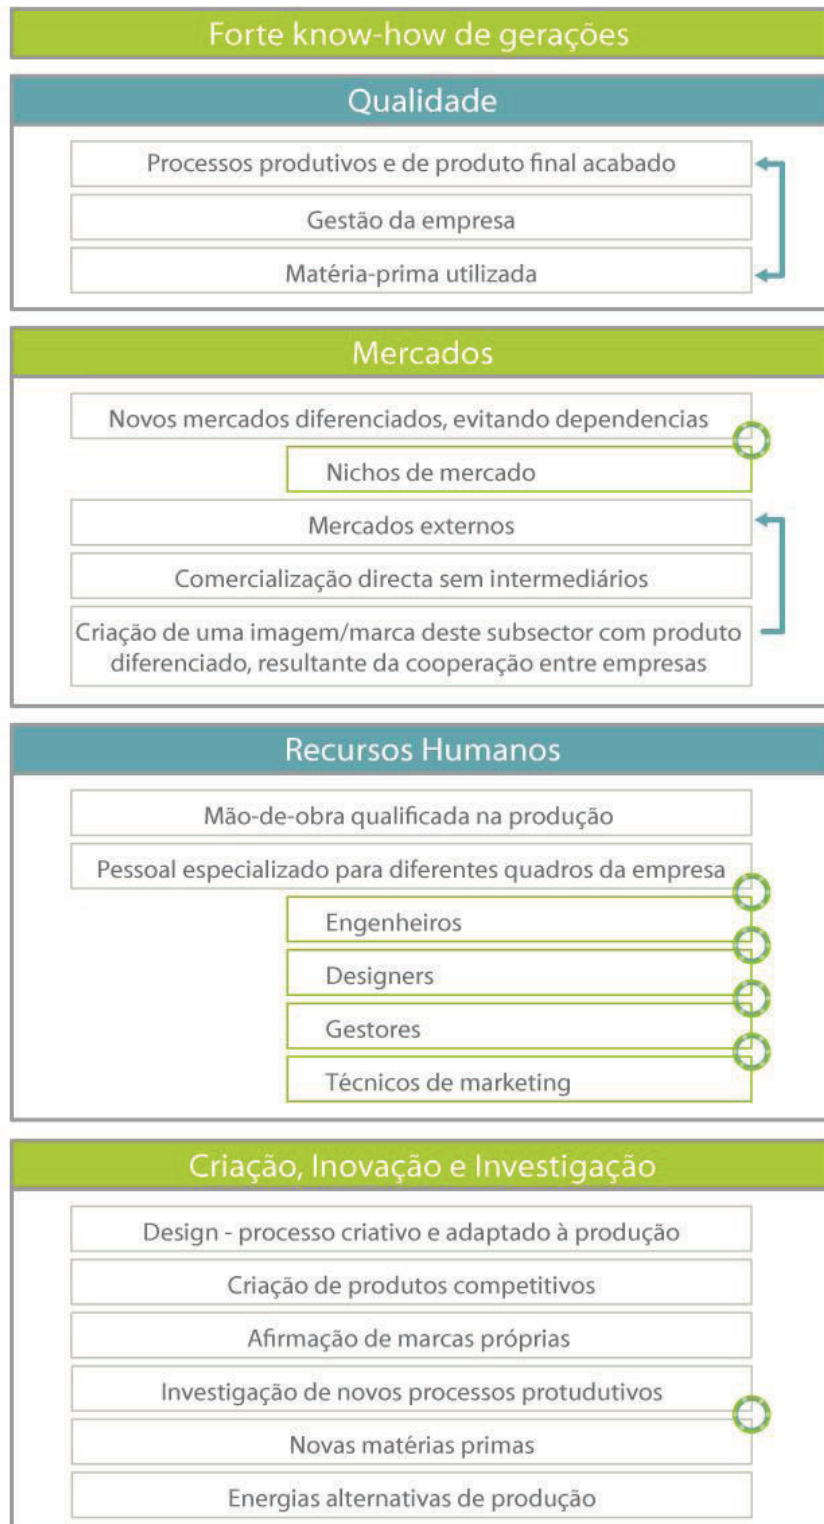 Forte know-how de gerações
Qualidade
Processos produtivos e de produto final acabado
Gestão da empresa
Matéria-prima utilizada
Mercados
Novos mercados diferenciados, evitando dependencias
Nichos de mercado
Mercados externos
Comercialização directa sem intermediários
Criação de uma imagem/marca deste subsector com produto
diferenciado, resultante da cooperação entre empresas
Recursos Humanos
Mão-de-obra qualificada na produção
Pessoal especializado para diferentes quadros da empresa
Engenheiros
Designers
Gestores
Técnicos de marketing
Criação, Inovação e Investigação
Design - processo criativo e adaptado à produção
Criação de produtos competitivos
Afirmação de marcas próprias
Investigação de novos processos protudutivos
Novas matérias primas
Energias alternativas de produção